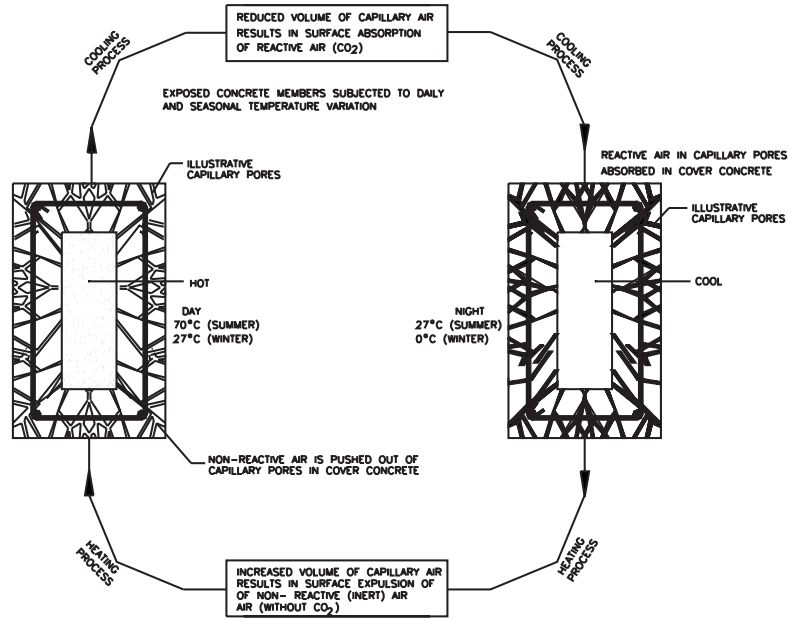 REDUCED VOLUME OF CAPILLARY AIR
RESULTS IN SURFACE ABSORPTION
OF REACTIVE AIR (CO2)
COOLING
PROCESS
COOLING
PROCESS
EXPOSED CONCRETE MEMBERS SUBJECTED TO DAILY
AND SEASONAL TEMPERATURE VARIATION
REACTIVE AIR IN CAPILLARY PORES
ABSORBED IN COVER CONCRETE
ILLUSTRATIVE
CAPILLARY PORES
ILLUSTRATIVE
CAPILLARY PORES
HOT
COOL
DAY
70°C (SUMMER)
27°C (WINTER)
NIGHT
27°C (SUMMER)
0°C (WINTER)
NON-REACTIVE AIR IS PUSHED OUT OF
CAPILLARY PORES IN COVER CONCRETE
HEATING
PROCESS
HEATING
PROCESS
INCREASED VOLUME OF CAPILLARY AIR
RESULTS IN SURFACE EXPULSION OF
OF NON- REACTIVE (INERT) AIR
AIR (WITHOUT CO2)